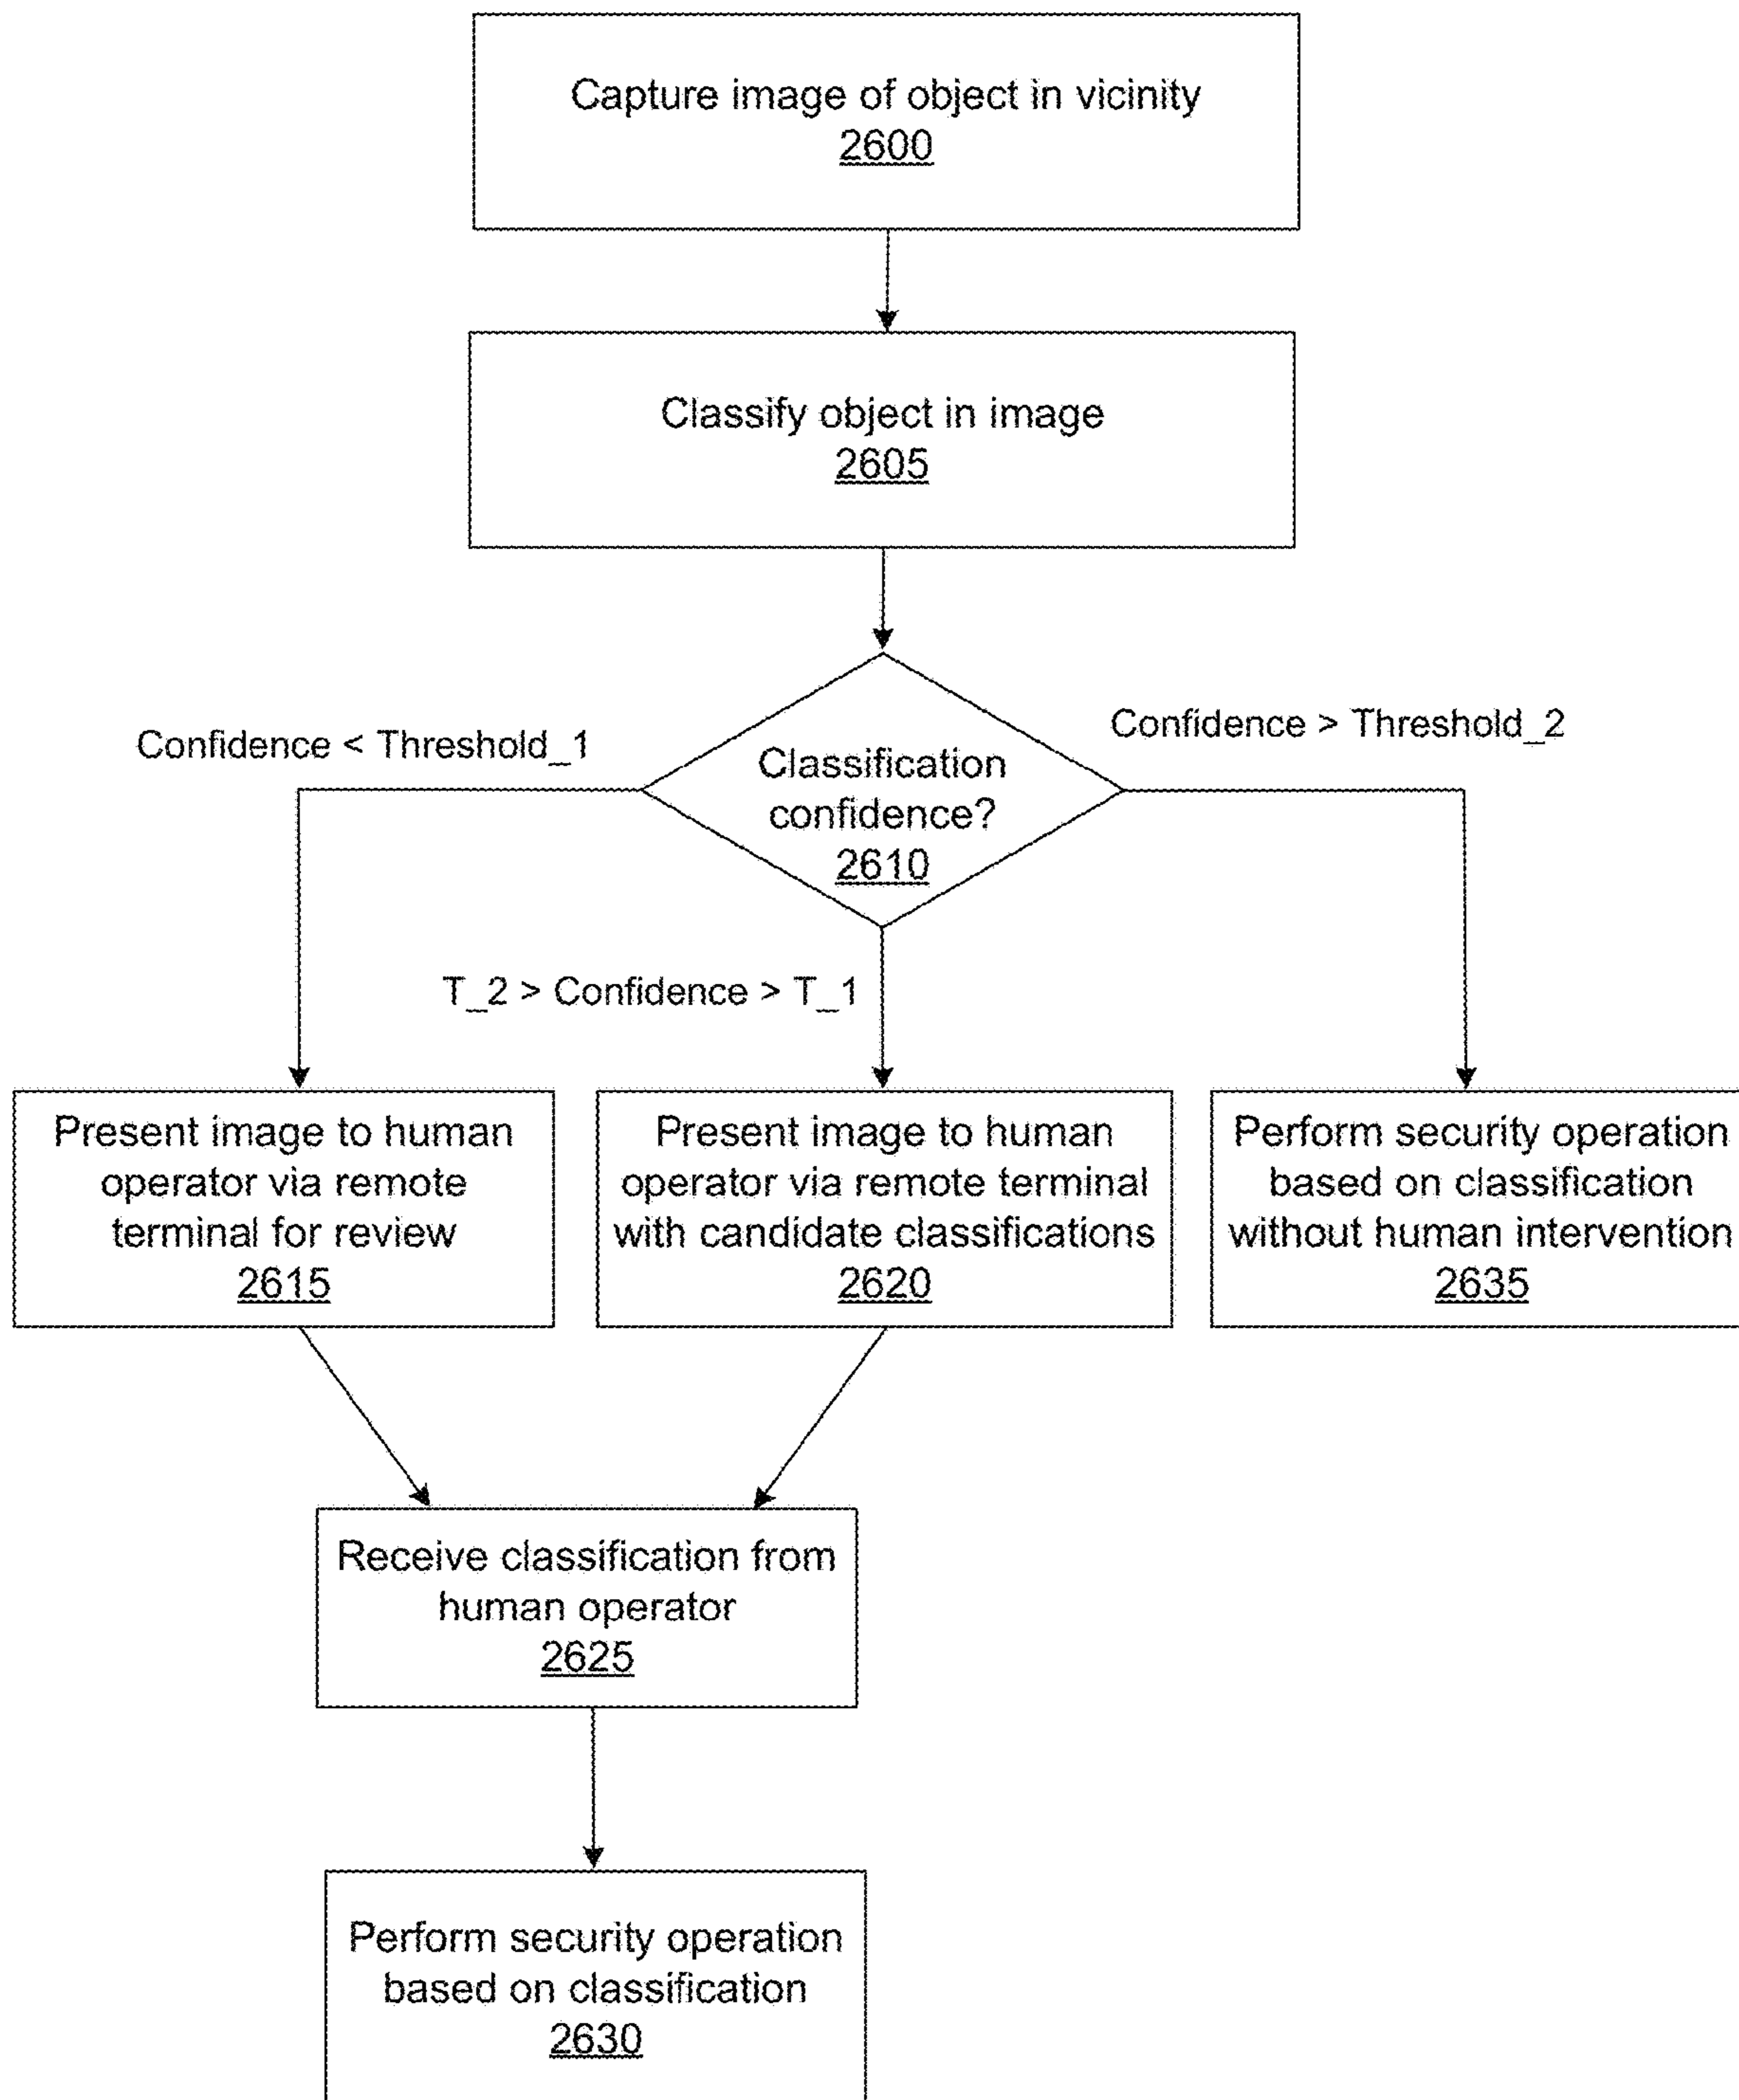 Capture image of object in vicinity
2600
Classify object in image
2605
Confidence < Threshold_1
Confidence > Threshold_2
Classification
confidence?
2610
T_2 > Confidence > T_1
Present image to human
operator via remote
terminal for review
2615
Present image to human
operator via remote terminal
with candidate classifications
2620
Perform security operation
based on classification
without human intervention
2635
Receive classification from
human operator
2625
Perform security operation
based on classification
2630